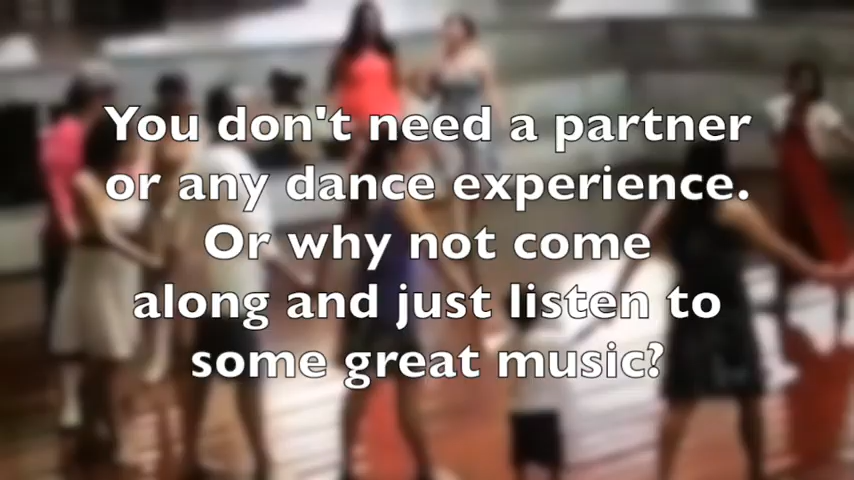 You don't need a partner
or any dance experience.
Or why not come
along and just listen to
some great music?